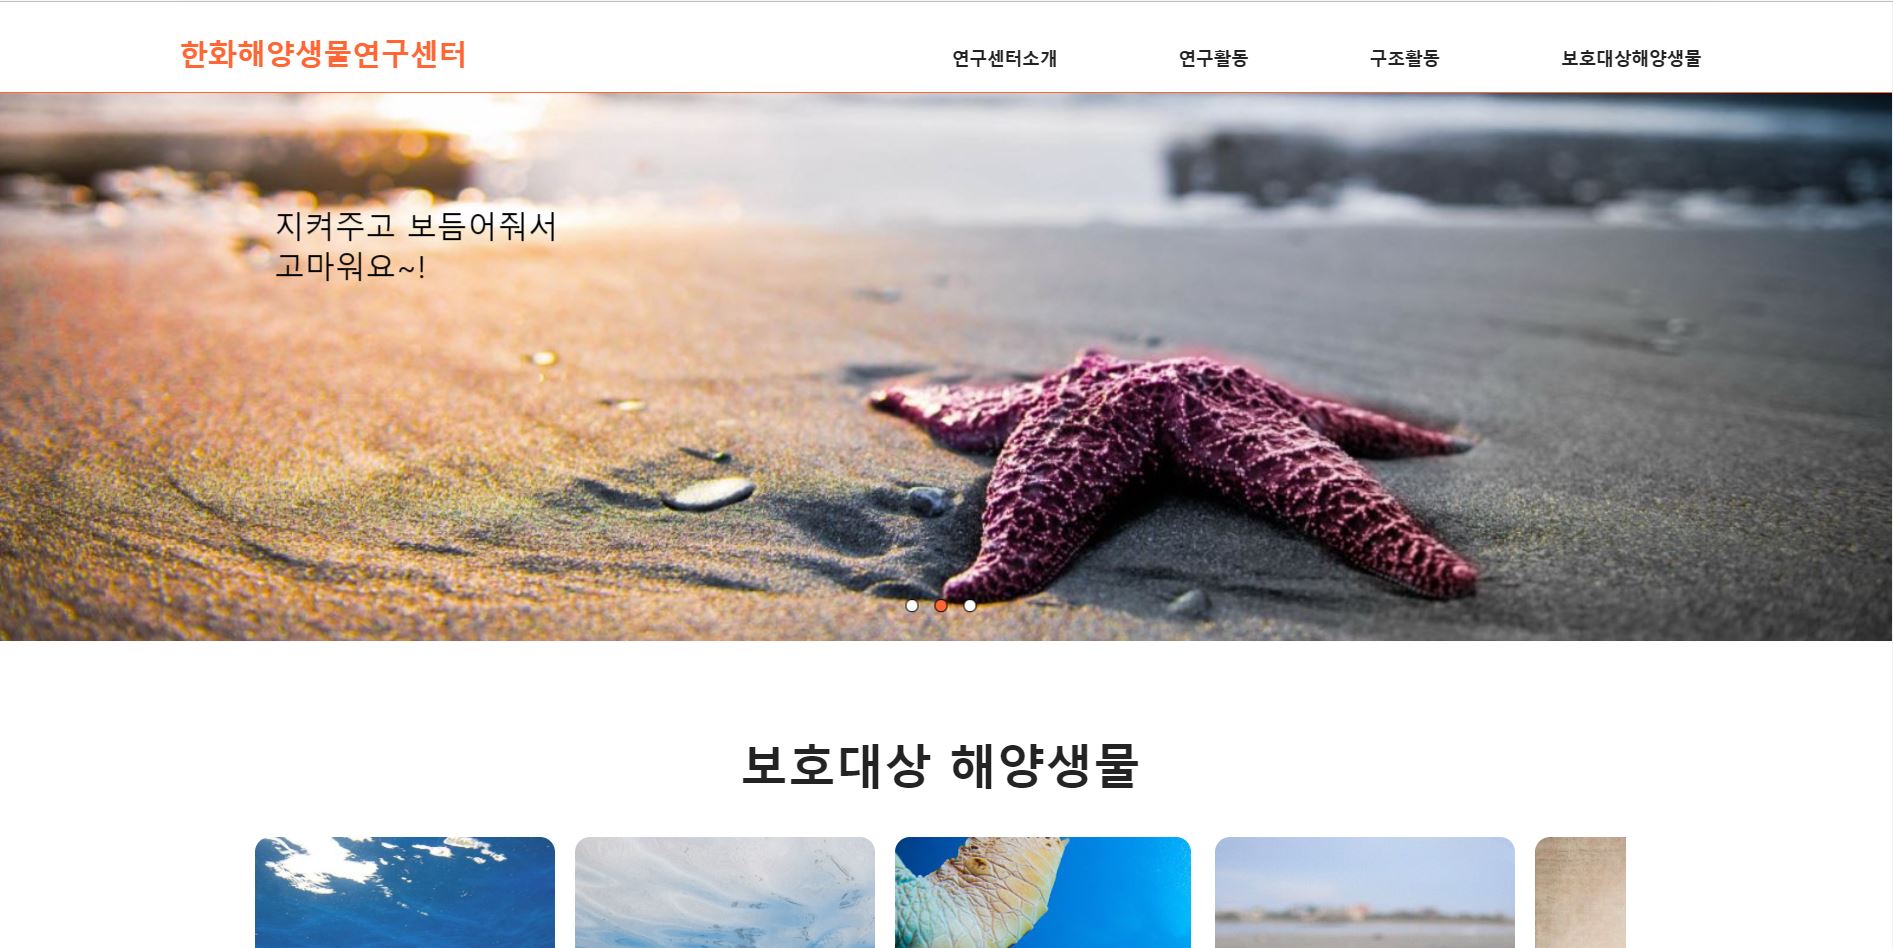 한화해양생물연구센터
연구센터소개
연구활동
구조활동
보호대상해양생물
지켜주고 보듬어줘서
고마워요~!
보호대상 해양생물